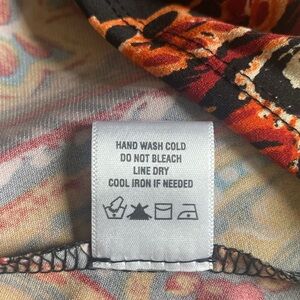 HAND WASH COLD
DO NOT BLEACH
LINE DRY
COOL IRON IF NEEDED